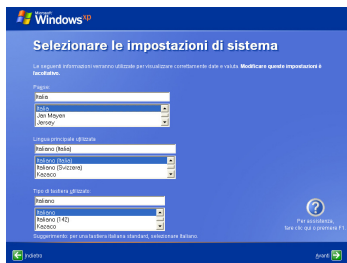 Microsoft
Windows xp
Selezionare le impostazioni di sistema
Le seguenti informazioni verranno utilizzate per visualizzare correttamente date e valuta. Modificare queste impostazioni è
facoltativo.
Paese:
Italia
Italia
Jan Mayen
Jersey
Lingua principale utilizzata
Italiano (Italia)
Italiano (Italia)
Italiano (Svizzera)
Kazaco
Tipo di tastiera utilizzato
Italiano
Italiano
Italiano (142)
Kazaco
Suggerimento: per una tastiera italiana standard, selezionare Italiano.
Per assistenza,
fare clic qui o premere F1.
Indietro
Avanti